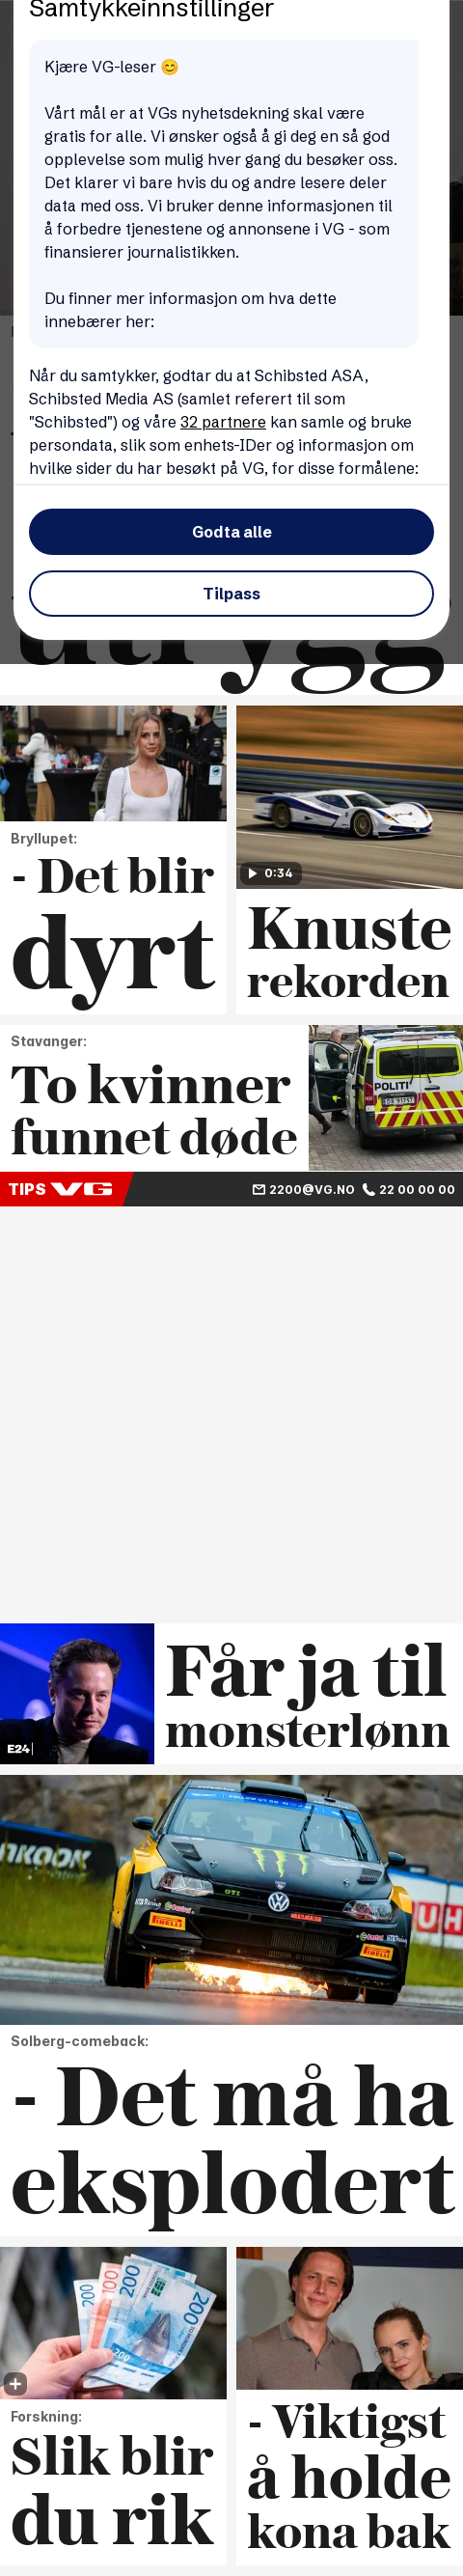 Samtykkeinnstillinger
Kjære VG-leser 😊
Vårt mål er at VGs nyhetsdekning skal være
gratis for alle. Vi ønsker også å gi deg en så god
opplevelse som mulig hver gang du besøker oss.
Det klarer vi bare hvis du og andre lesere deler
data med oss. Vi bruker denne informasjonen til
å forbedre tjenestene og annonsene i VG - som
finansierer journalistikken.
Du finner mer informasjon om hva dette
innebærer her:
Når du samtykker, godtar du at Schibsted ASA,
Schibsted Media AS (samlet referert til som
"Schibsted") og våre 32 partnere kan samle og bruke
persondata, slik som enhets-IDer og informasjon om
hvilke sider du har besøkt på VG, for disse formålene:
Godta alle
Tilpass
utrygg
Bryllupet:
- Det blir
dyrt
0:34
Knuste
rekorden
Stavanger:
To kvinner
funnet døde
POLITI
TIPS VG
2200@VG.NO
22 00 00 00
E24
Får ja til
monsterlønn
GTI
PIRELLI
PIRELLI
Solberg-comeback:
- Det må ha
eksplodert
200
100
200
200
Forskning:
Slik blir
du rik
- Viktigst
å holde
kona bak